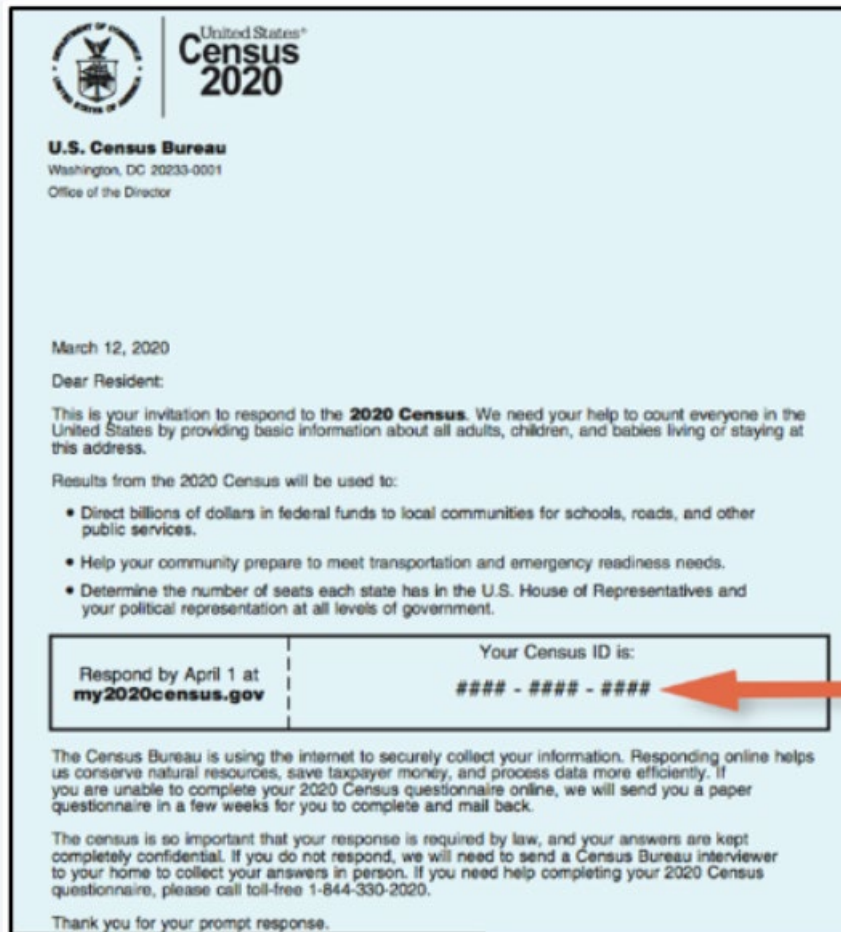 DEPARTMENT OF COMMERCE
UNITED STATES OF AMERICA
United States®
Census
2020
U.S. Census Bureau
Washington, DC 20233-0001
Office of the Director
March 12, 2020
Dear Resident:
This is your invitation to respond to the 2020 Census. We need your help to count everyone in the
United States by providing basic information about all adults, children, and babies living or staying at
this address.
Results from the 2020 Census will be used to:
• Direct billions of dollars in federal funds to local communities for schools, roads, and other
public services.
• Help your community prepare to meet transportation and emergency readiness needs.
• Determine the number of seats each state has in the U.S. House of Representatives and
your political representation at all levels of government.
Respond by April 1 at
my2020census.gov
Your Census ID is:
#### - #### - ####
The Census Bureau is using the internet to securely collect your information. Responding online helps
us conserve natural resources, save taxpayer money, and process data more efficiently. If
you are unable to complete your 2020 Census questionnaire online, we will send you a paper
questionnaire in a few weeks for you to complete and mail back.
The census is so important that your response is required by law, and your answers are kept
completely confidential. If you do not respond, we will need to send a Census Bureau interviewer
to your home to collect your answers in person. If you need help completing your 2020 Census
questionnaire, please call toll-free 1-844-330-2020.
Thank you for your prompt response.